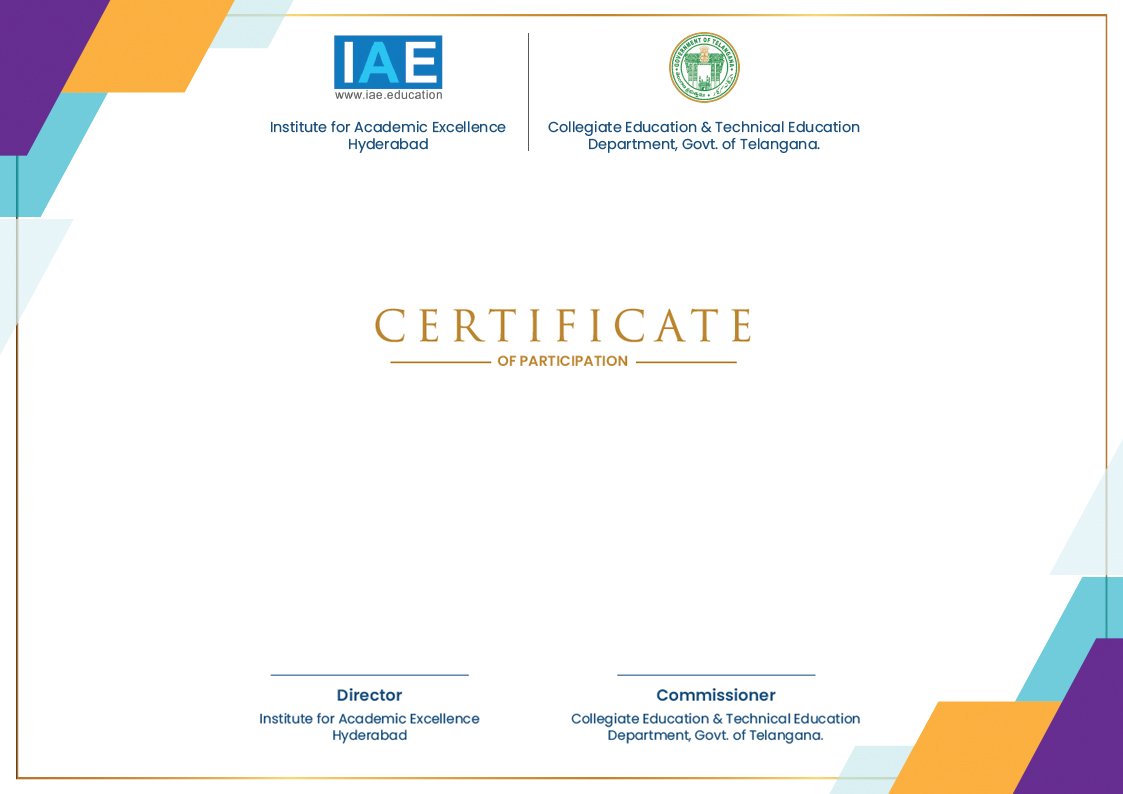 IAE
www.iae.education
Institute for Academic Excellence
Hyderabad
GOVERNMENT OF TELANGANA
Collegiate Education & Technical Education
Department, Govt. of Telangana.
CERTIFICATE
OF PARTICIPATION
Director
Institute for Academic Excellence
Hyderabad
Commissioner
Collegiate Education & Technical Education
Department, Govt. of Telangana.